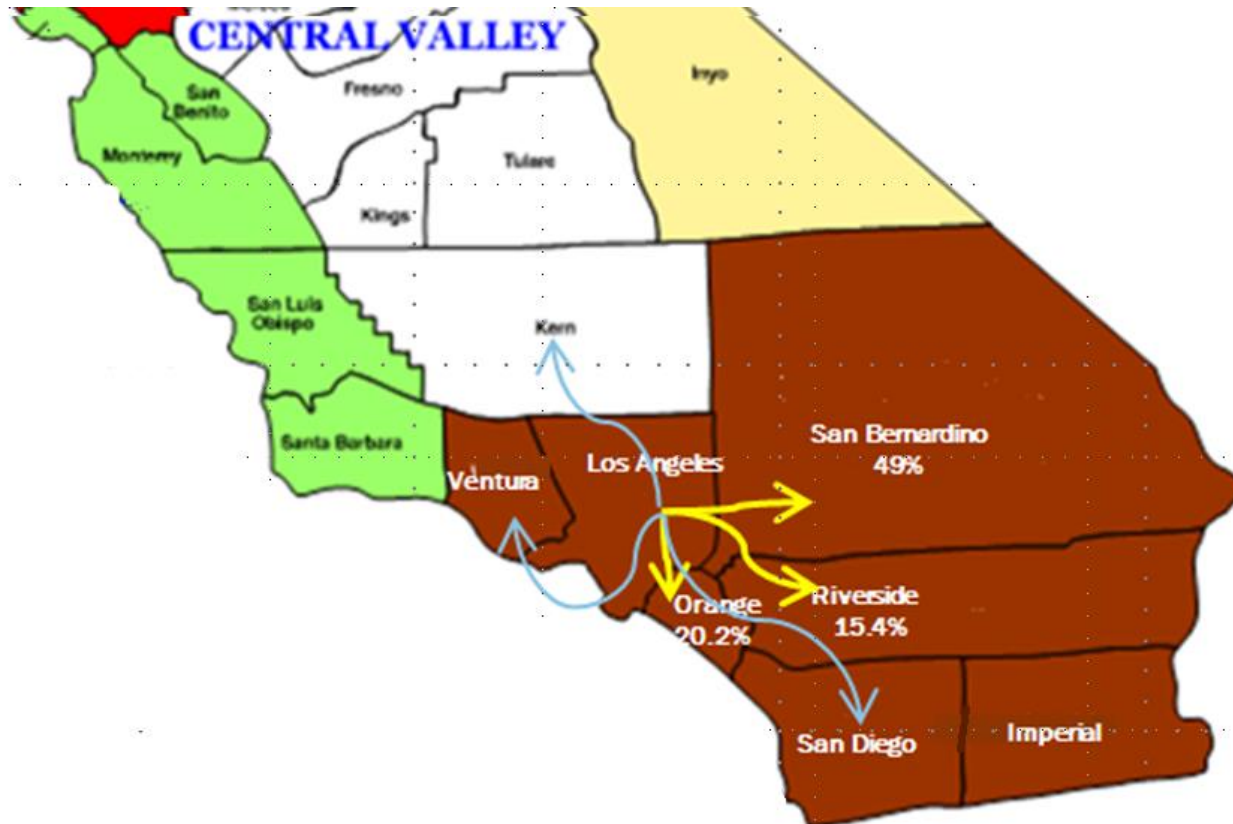 CENTRAL VALLEY
Inyo
Fresno
San
Benito
Monterey
Tulare
Kings
San Luis
Obispo
Kern
Santa Barbara
Ventura
Los Angeles
San Bernardino
49%
Orange
20.2%
Riverside
15.4%
San Diego
Imperial